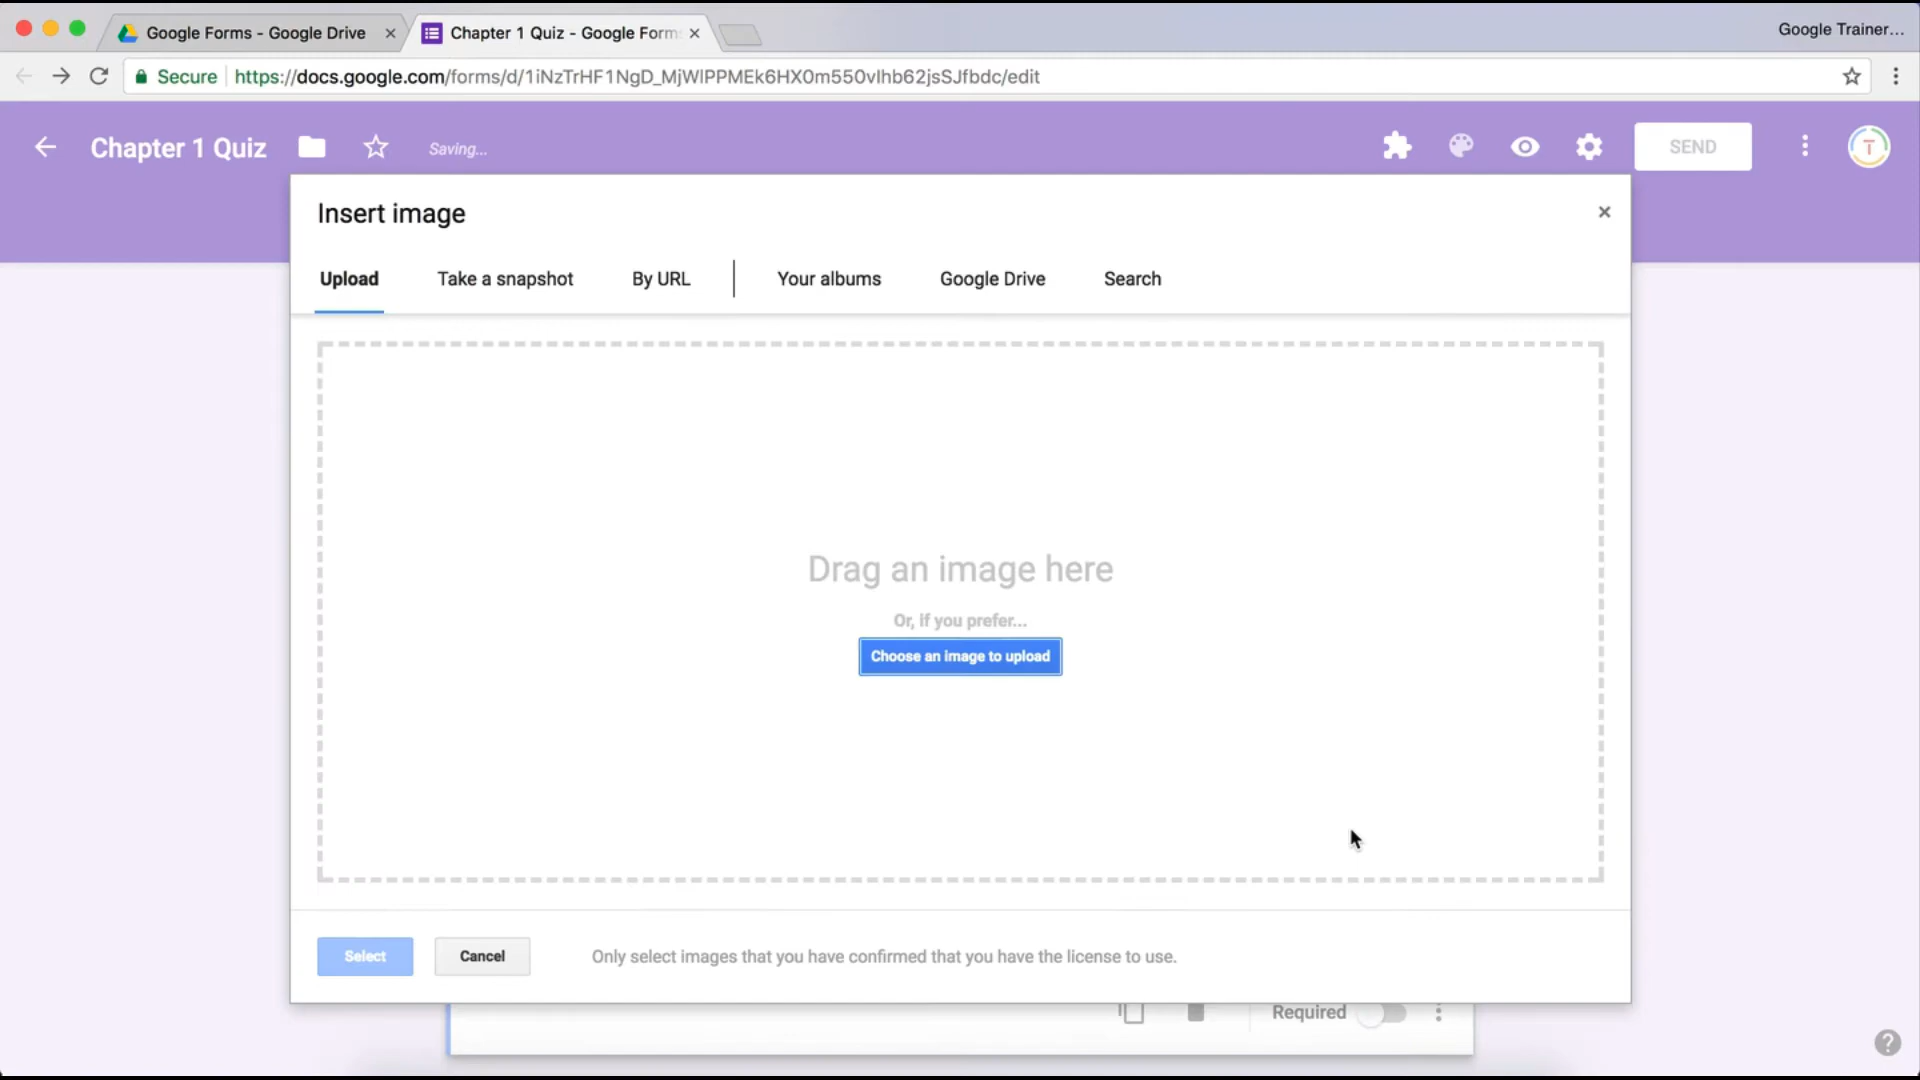 Google Forms - Google Drive
Chapter 1 Quiz - Google Form
Google Trainer...
Secure
https://docs.google.com/forms/d/1iNzTrHF1NgD_MjWlPPMEk6HX0m550vIhb62jsSJfbdc/edit
Chapter 1 Quiz
Saving...
SEND
T
Insert image
Upload
Take a snapshot
By URL
Your albums
Google Drive
Search
Drag an image here
Or, if you prefer...
Choose an image to upload
Select
Cancel
Only select images that you have confirmed that you have the license to use.
Required